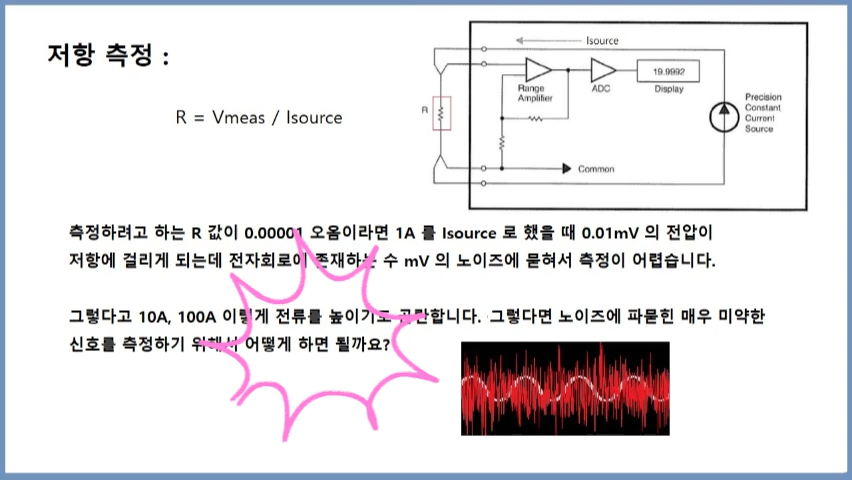 저항 측정 :
R = Vmeas / Isource
Isource
Range
Amplifier
ADC
19.9992
Display
R
Precision
Constant
Current
Source
Common
측정하려고 하는 R 값이 0.00001 오옴이라면 1A 를 Isource 로 했을 때 0.01mV 의 전압이
저항에 걸리게 되는데 전자회로에 존재하는 수 mV 의 노이즈에 묻혀서 측정이 어렵습니다.
그렇다고 10A, 100A 이렇게 전류를 높이기도 곤란합니다. 그렇다면 노이즈에 파묻힌 매우 미약한
신호를 측정하기 위해서 어떻게 하면 될까요?